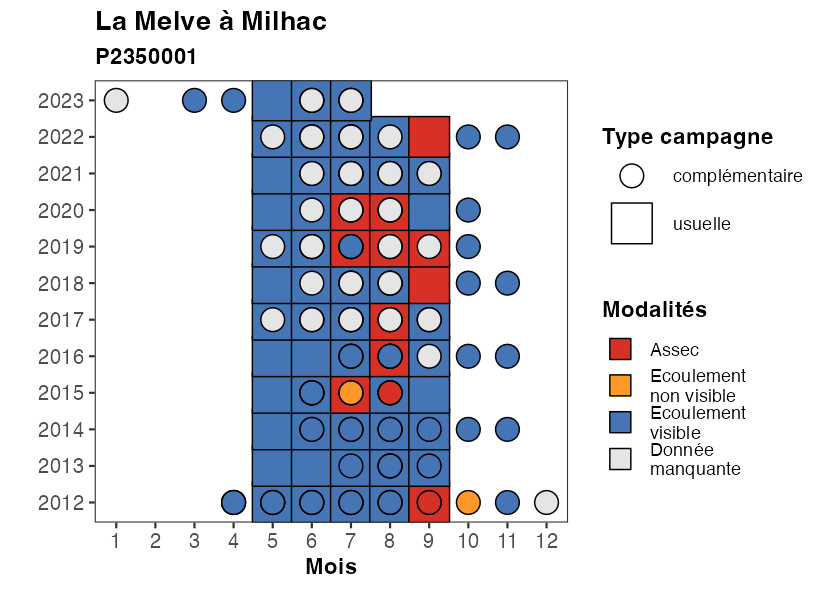 La Melve à Milhac
P2350001
2023
2022
2021
2020
2019
2018
2017
2016
2015
2014
2013
2012
1 2 3 4 5 6 7 8 9 10 11 12
Mois
Type campagne
complémentaire
usuelle
Modalités
Assec
Ecoulement
non visible
Ecoulement
visible
Donnée
manquante